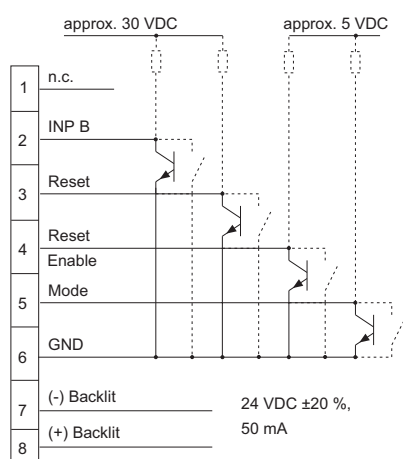 approx. 30 VDC approx. 5 VDC
1 n.c.
2 INP B
3 Reset
4 Reset
Enable
5 Mode
6 GND
7 (-) Backlit
24 VDC ±20 %,
8 (+) Backlit
50 mA